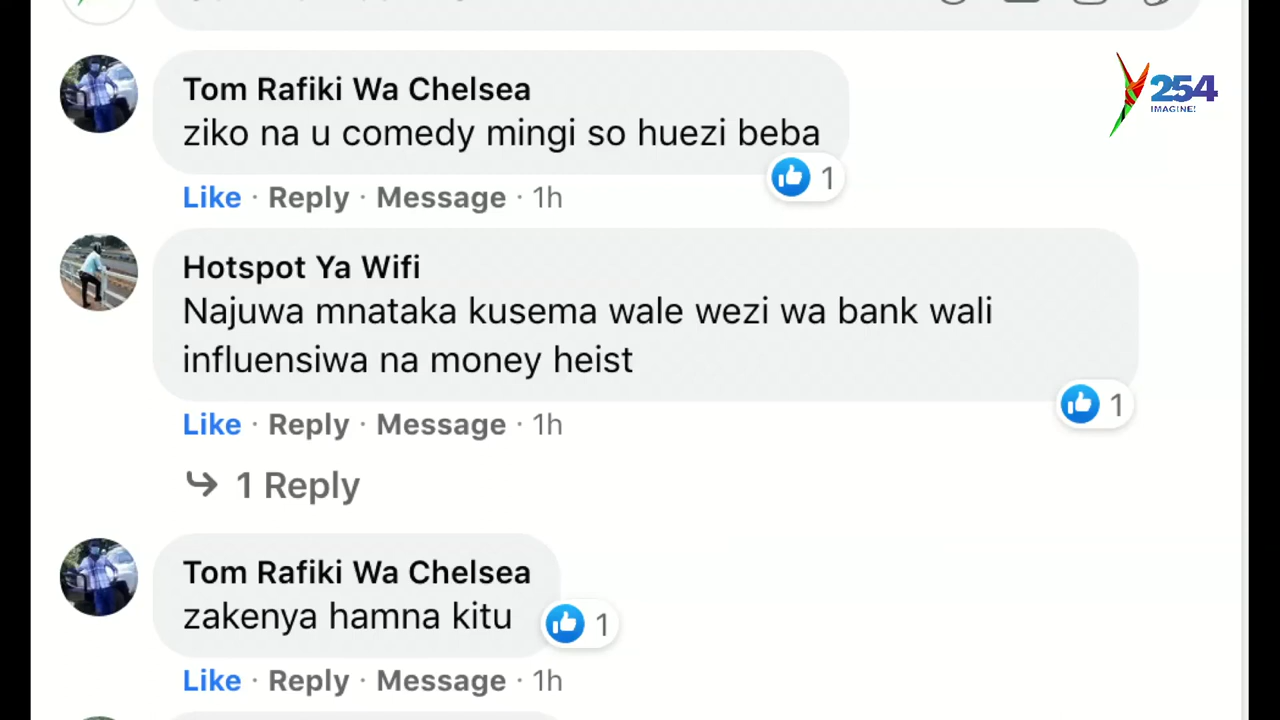 Tom Rafiki Wa Chelsea
ziko na u comedy mingi so huezi beba
1
Like · Reply · Message · 1h
Y254
IMAGINE!
Hotspot Ya Wifi
Najuwa mnataka kusema wale wezi wa bank wali
influensiwa na money heist
1
Like · Reply · Message · 1h
1 Reply
Tom Rafiki Wa Chelsea
zakenya hamna kitu
1
Like · Reply · Message · 1h